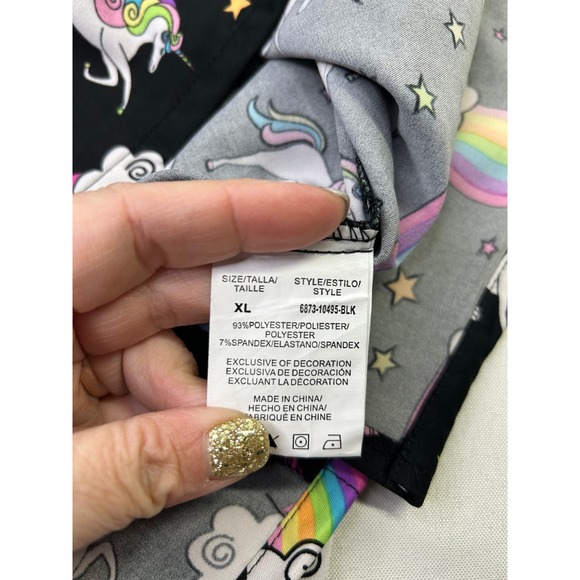 SIZE/TALLA/ STYLE/ESTILO/
TAILLE STYLE
XL 6873-10495-BLK
93%POLYESTER/POLIESTER/
POLYESTER
7%SPANDEX/ELASTANO/SPANDEX
EXCLUSIVE OF DECORATION
EXCLUSIVA DE DECORACIÓN
EXCLUANT LA DÉCORATION
MADE IN CHINA/
HECHO EN CHINA/
FABRIQUÉ EN CHINE